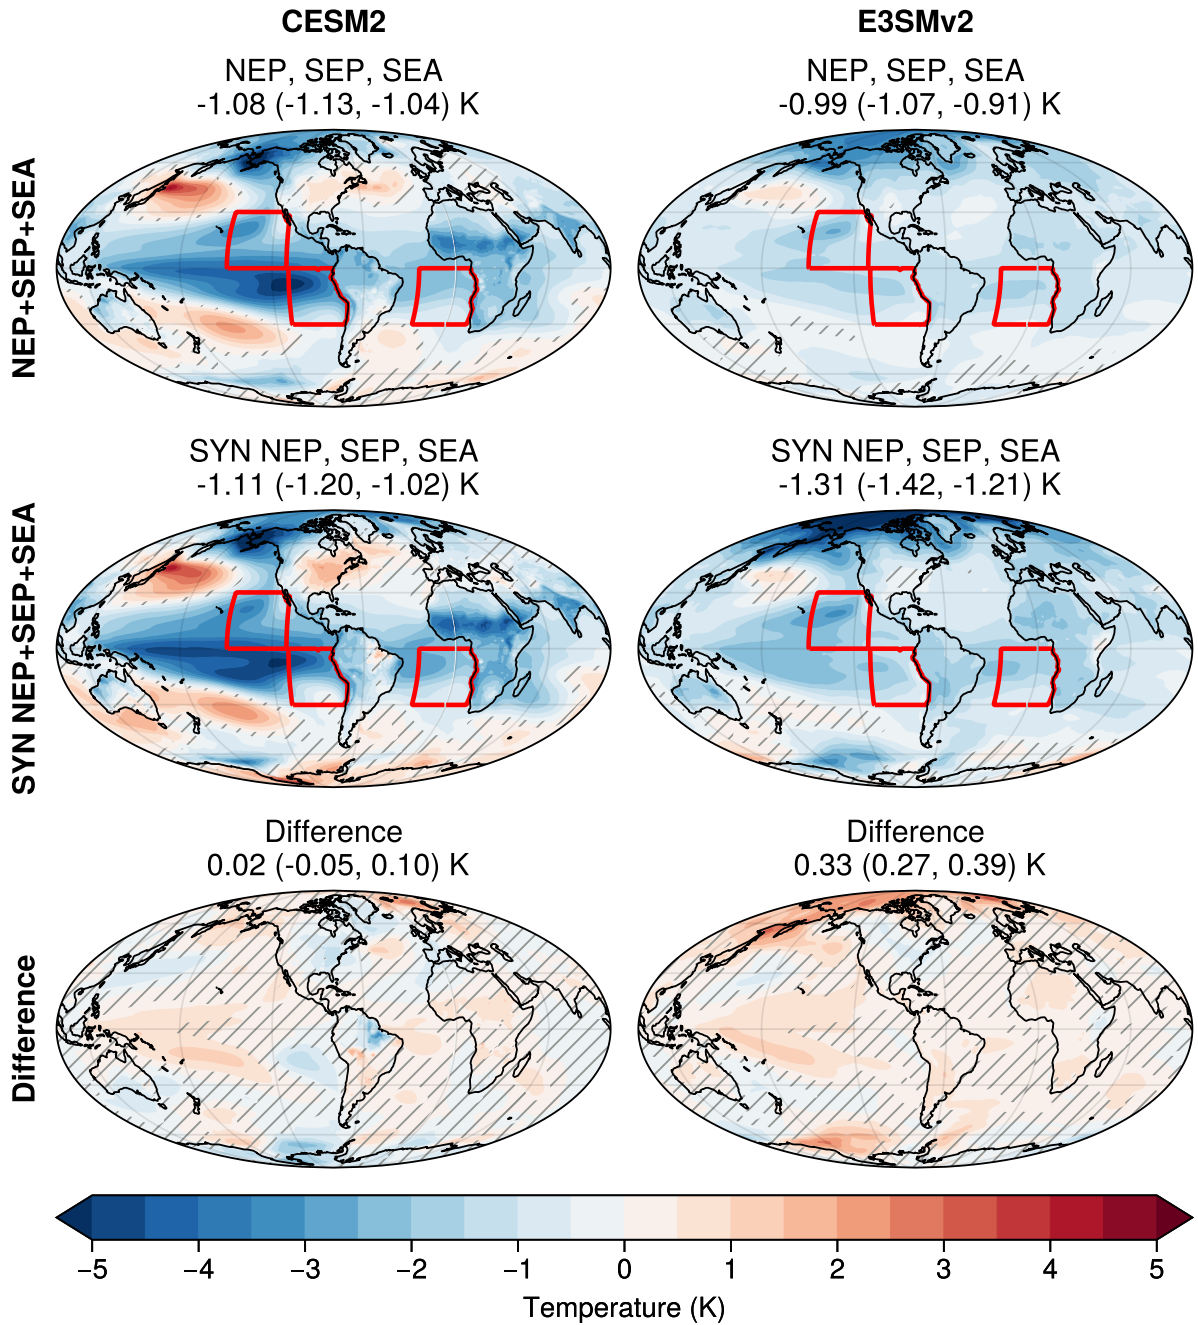 CESM2
E3SMv2
NEP, SEP, SEA
-1.08 (-1.13, -1.04) K
NEP, SEP, SEA
-0.99 (-1.07, -0.91) K
NEP+SEP+SEA
SYN NEP, SEP, SEA
-1.11 (-1.20, -1.02) K
SYN NEP, SEP, SEA
-1.31 (-1.42, -1.21) K
SYN NEP+SEP+SEA
Difference
0.02 (-0.05, 0.10) K
Difference
0.33 (0.27, 0.39) K
Difference
−5 −4 −3 −2 −1 0 1 2 3 4 5
Temperature (K)